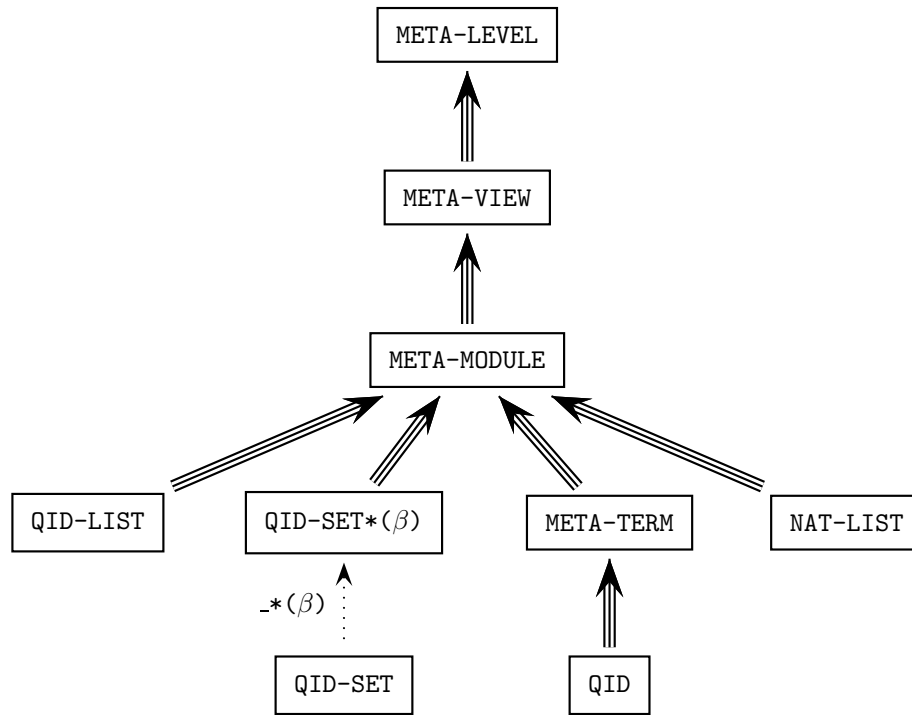 META-LEVEL
META-VIEW
META-MODULE
QID-LIST
QID-SET*(β)
META-TERM
NAT-LIST
_*(β)
QID-SET
QID